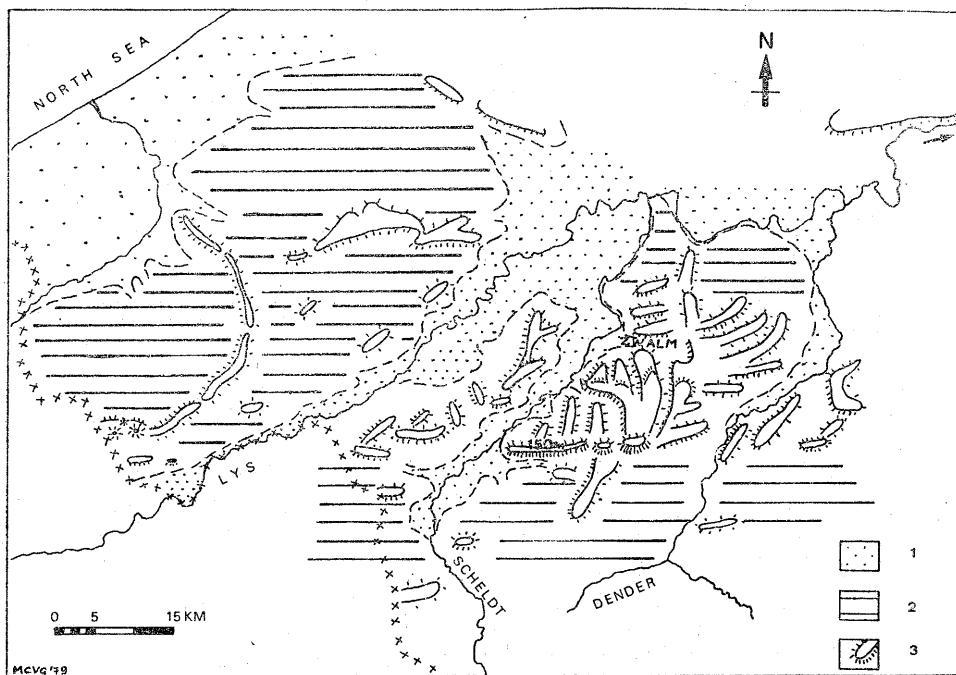 NORTH SEA
N
ZWALM
150
LYS
SCHELDT
DENDER
1
2
3
0 5 15 KM
MCVG '79